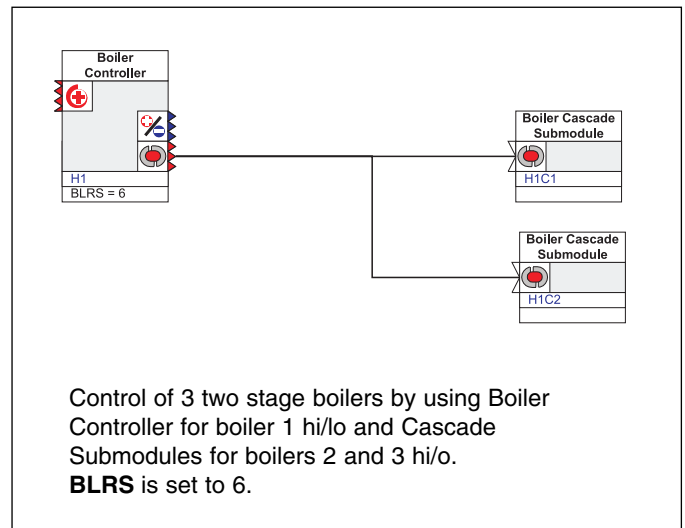 Boiler
Controller
H1
BLRS = 6
Boiler Cascade
Submodule
H1C1
Boiler Cascade
Submodule
H1C2
Control of 3 two stage boilers by using Boiler
Controller for boiler 1 hi/lo and Cascade
Submodules for boilers 2 and 3 hi/o.
BLRS is set to 6.